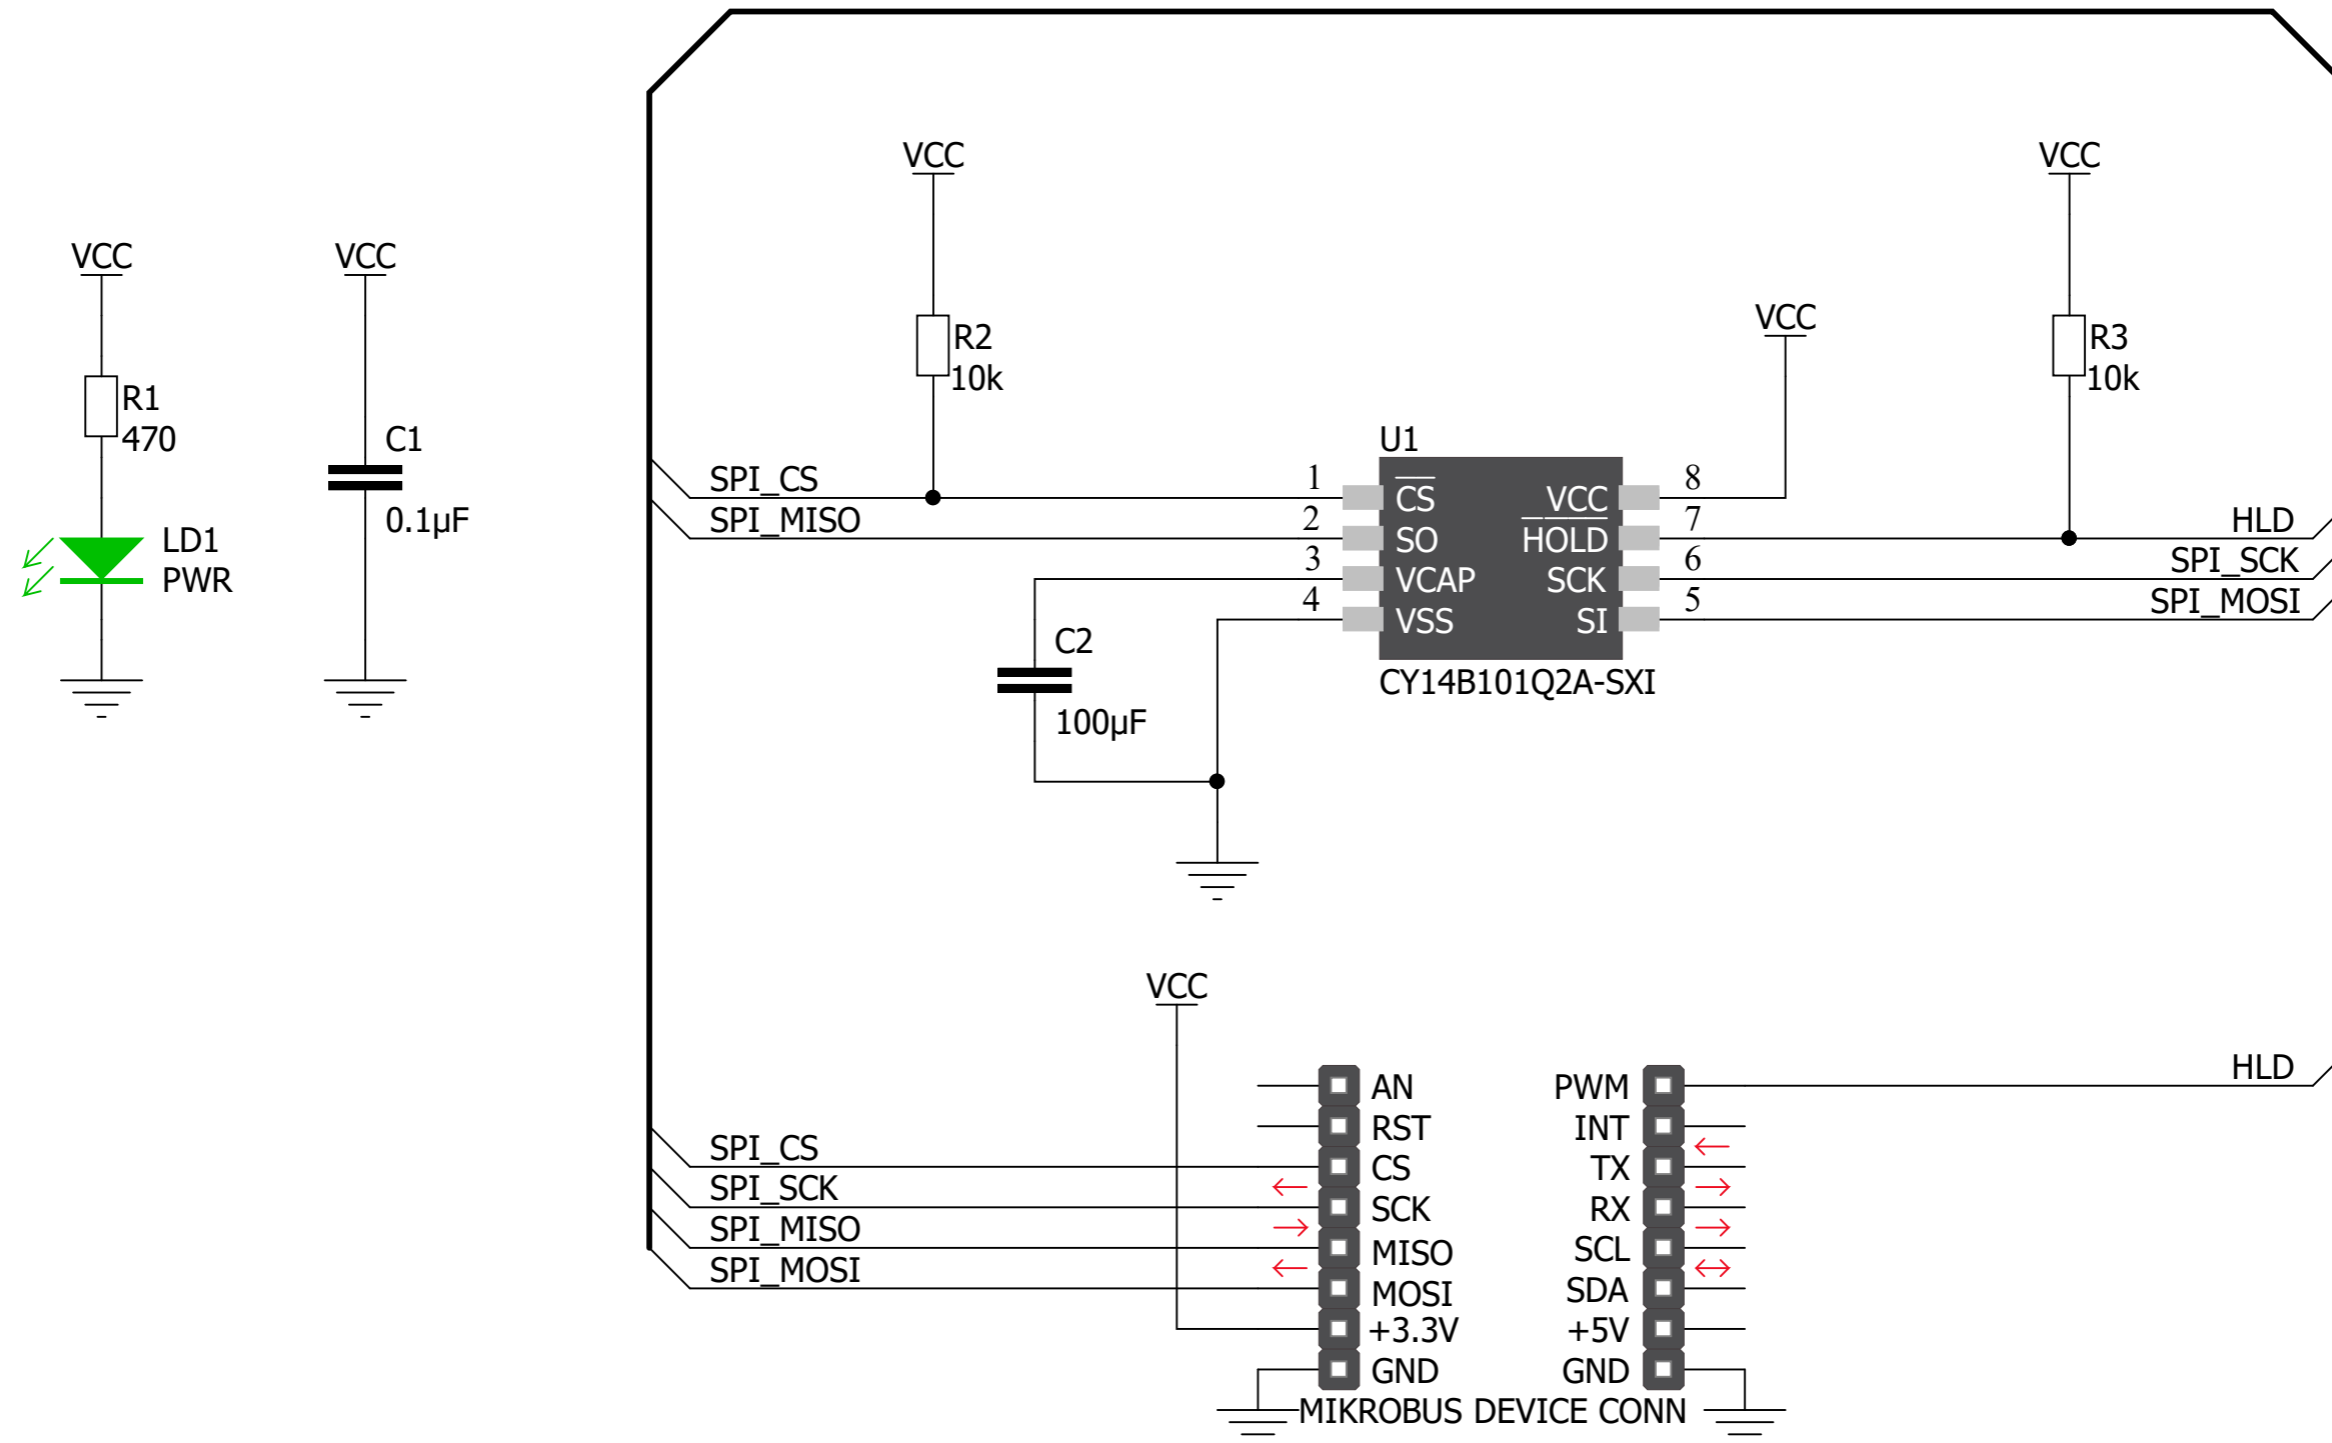 VCC
R1
470
LD1
PWR
VCC
C1
0.1µF
VCC
R2
10k
VCC
VCC
R3
10k
U1
SPI_CS
SPI_MISO
1
2
3
4
CS
SO
VCAP
VSS
VCC
HOLD
SCK
SI
8
7
6
5
HLD
SPI_SCK
SPI_MOSI
CY14B101Q2A-SXI
C2
100µF
VCC
SPI_CS
SPI_SCK
SPI_MISO
SPI_MOSI
AN
RST
CS
SCK
MISO
MOSI
+3.3V
GND
PWM
INT
TX
RX
SCL
SDA
+5V
GND
HLD
MIKROBUS DEVICE CONN